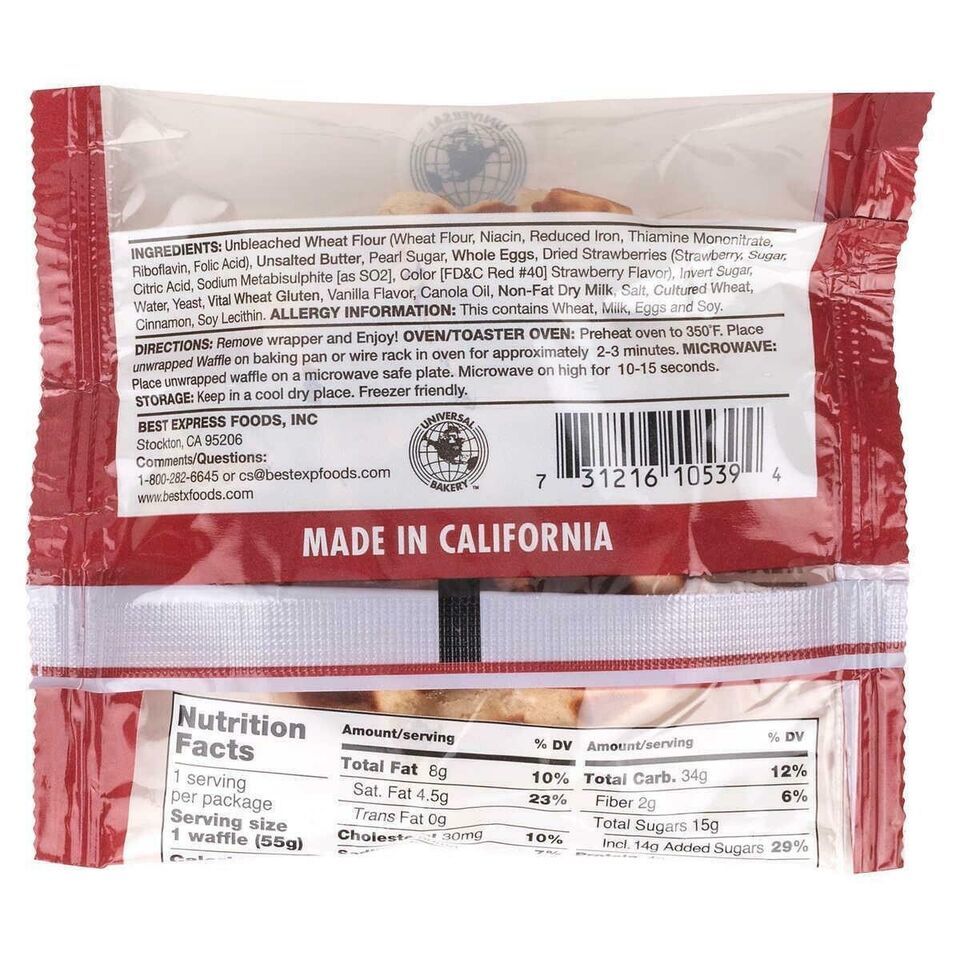 UNIVERSAL
INGREDIENTS: Unbleached Wheat Flour (Wheat Flour, Niacin, Reduced Iron, Thiamine Mononitrate,
Riboflavin, Folic Acid), Unsalted Butter, Pearl Sugar, Whole Eggs, Dried Strawberries (Strawberry, Sugar,
Citric Acid, Sodium Metabisulphite [as SO2], Color [FD&C Red #40] Strawberry Flavor), Invert Sugar,
Water, Yeast, Vital Wheat Gluten, Vanilla Flavor, Canola Oil, Non-Fat Dry Milk, Salt, Cultured Wheat,
Cinnamon, Soy Lecithin. ALLERGY INFORMATION: This contains Wheat, Milk, Eggs and Soy.
DIRECTIONS: Remove wrapper and Enjoy! OVEN/TOASTER OVEN: Preheat oven to 350°F. Place
unwrapped Waffle on baking pan or wire rack in oven for approximately 2-3 minutes. MICROWAVE:
Place unwrapped waffle on a microwave safe plate. Microwave on high for 10-15 seconds.
STORAGE: Keep in a cool dry place. Freezer friendly.
BEST EXPRESS FOODS, INC
Stockton, CA 95206
Comments/Questions:
1-800-282-6645 or cs@bestexpfoods.com
www.bestxfoods.com
UNIVERSAL
BAKERY ™
7 31216 10539 4
MADE IN CALIFORNIA
Nutrition
Facts
1 serving
per package
Serving size
1 waffle (55g)
Amount/serving % DV
Total Fat 8g 10%
Sat. Fat 4.5g 23%
Trans Fat 0g
30mg 10%
7%
Amount/serving % DV
Total Carb. 34g 12%
Fiber 2g 6%
Total Sugars 15g
Incl. 14g Added Sugars 29%